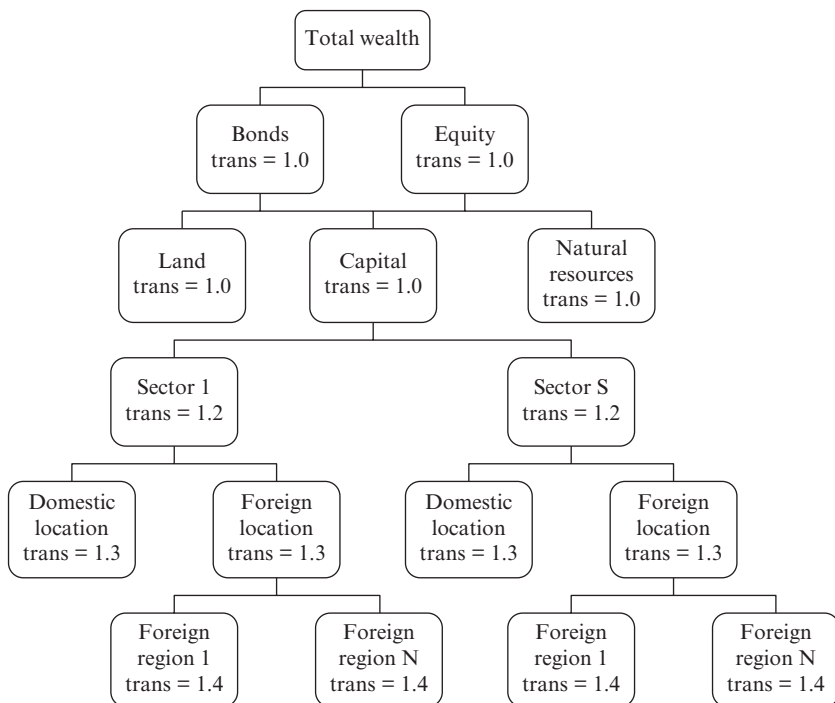 Total wealth
Bonds
trans = 1.0
Equity
trans = 1.0
Land
trans = 1.0
Capital
trans = 1.0
Natural
resources
trans = 1.0
Sector 1
trans = 1.2
Sector S
trans = 1.2
Domestic
location
trans = 1.3
Foreign
location
trans = 1.3
Domestic
location
trans = 1.3
Foreign
location
trans = 1.3
Foreign
region 1
trans = 1.4
Foreign
region N
trans = 1.4
Foreign
region 1
trans = 1.4
Foreign
region N
trans = 1.4